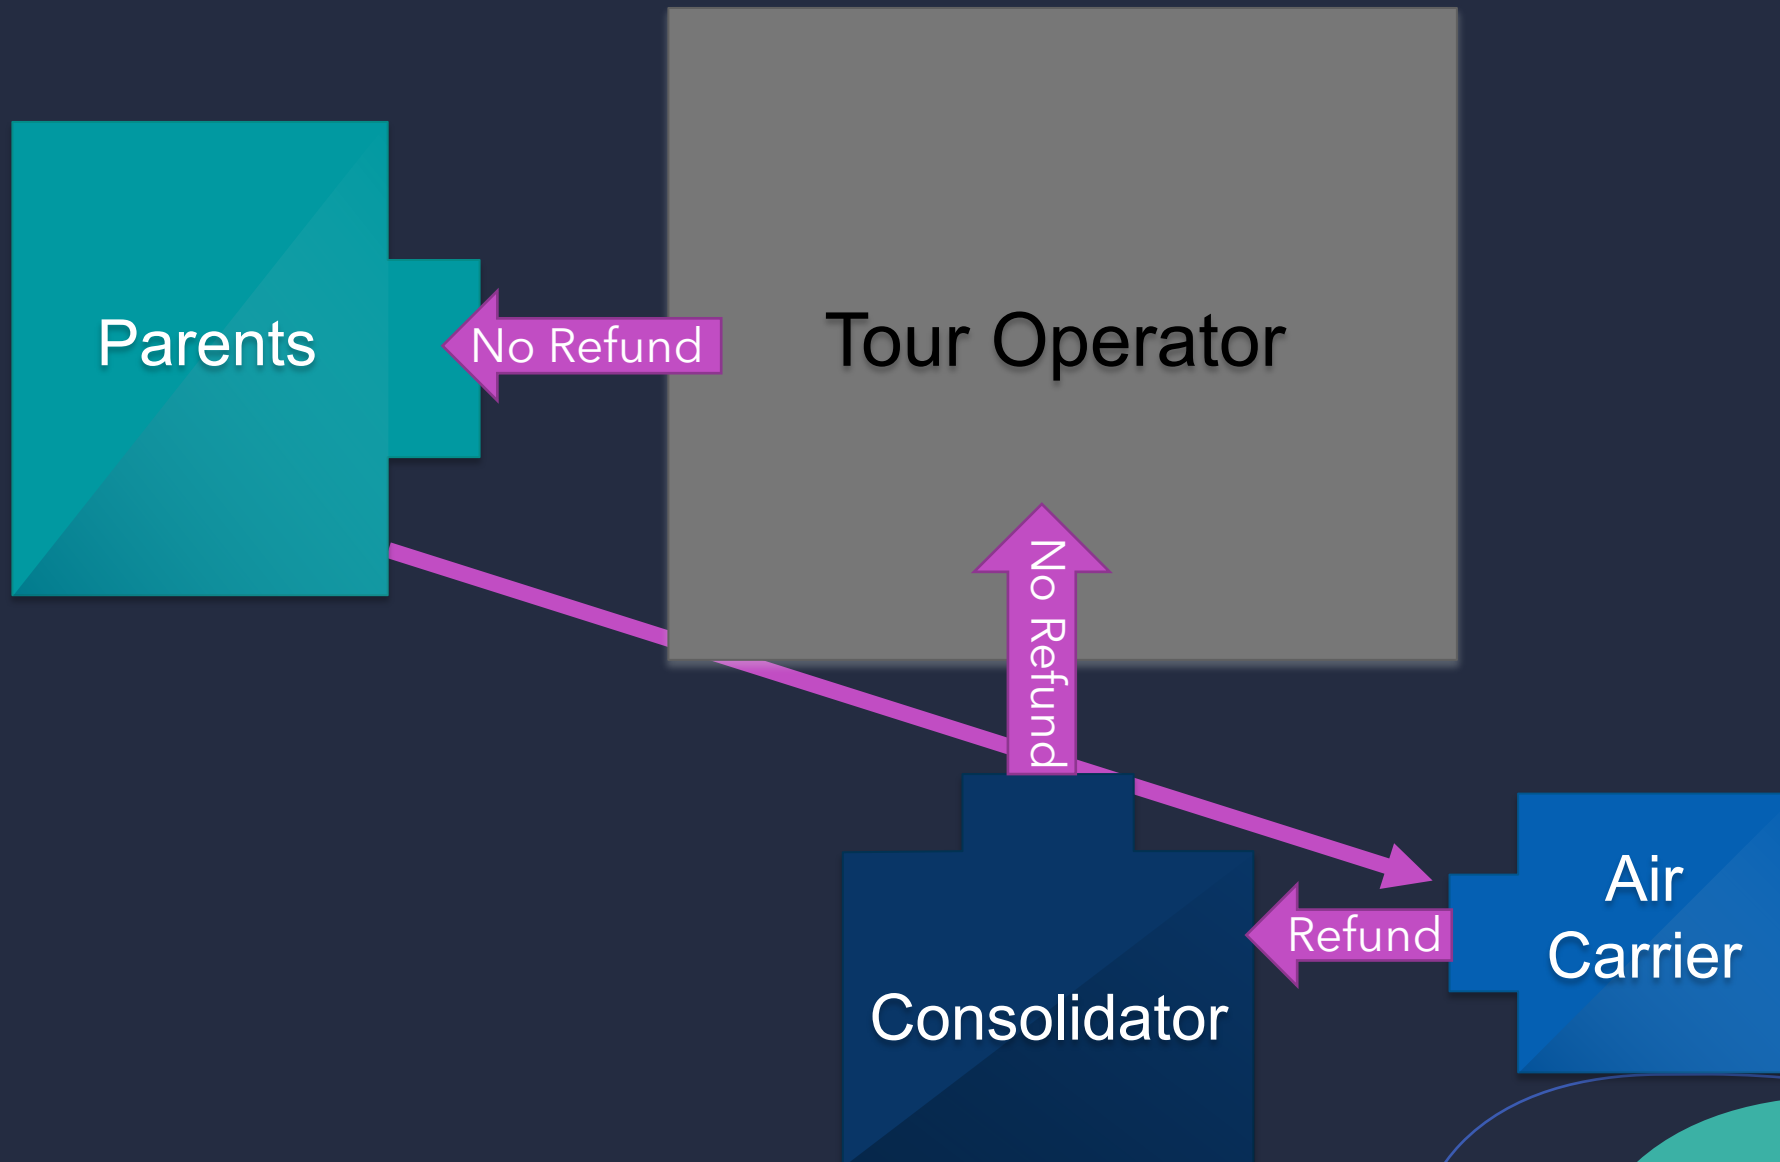 Parents
No Refund
Tour Operator
No Refund
Air
Carrier
Refund
Consolidator